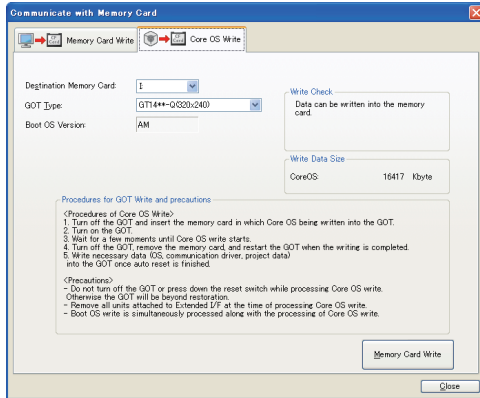 Communicate with Memory Card
CF Card Memory Card Write
CF Card Core OS Write
Destination Memory Card: I
GOT Type: GT14**-Q(320x240)
Boot OS Version: AM
Write Check
Data can be written into the memory
card.
Write Data Size
CoreOS: 16417 Kbyte
Procedures for GOT Write and precautions
<Procedures of Core OS Write>
1. Turn off the GOT and insert the memory card in which Core OS being written into the GOT.
2. Turn on the GOT.
3. Wait for a few moments until Core OS write starts.
4. Turn off the GOT, remove the memory card, and restart the GOT when the writing is completed.
5. Write necessary data (OS, communication driver, project data)
into the GOT once auto reset is finished.
<Precautions>
- Do not turn off the GOT or press down the reset switch while processing Core OS write.
Otherwise the GOT will be beyond restoration.
- Remove all units attached to Extended I/F at the time of processing Core OS write.
- Boot OS write is simultaneously processed along with the processing of Core OS write.
Memory Card Write
Close